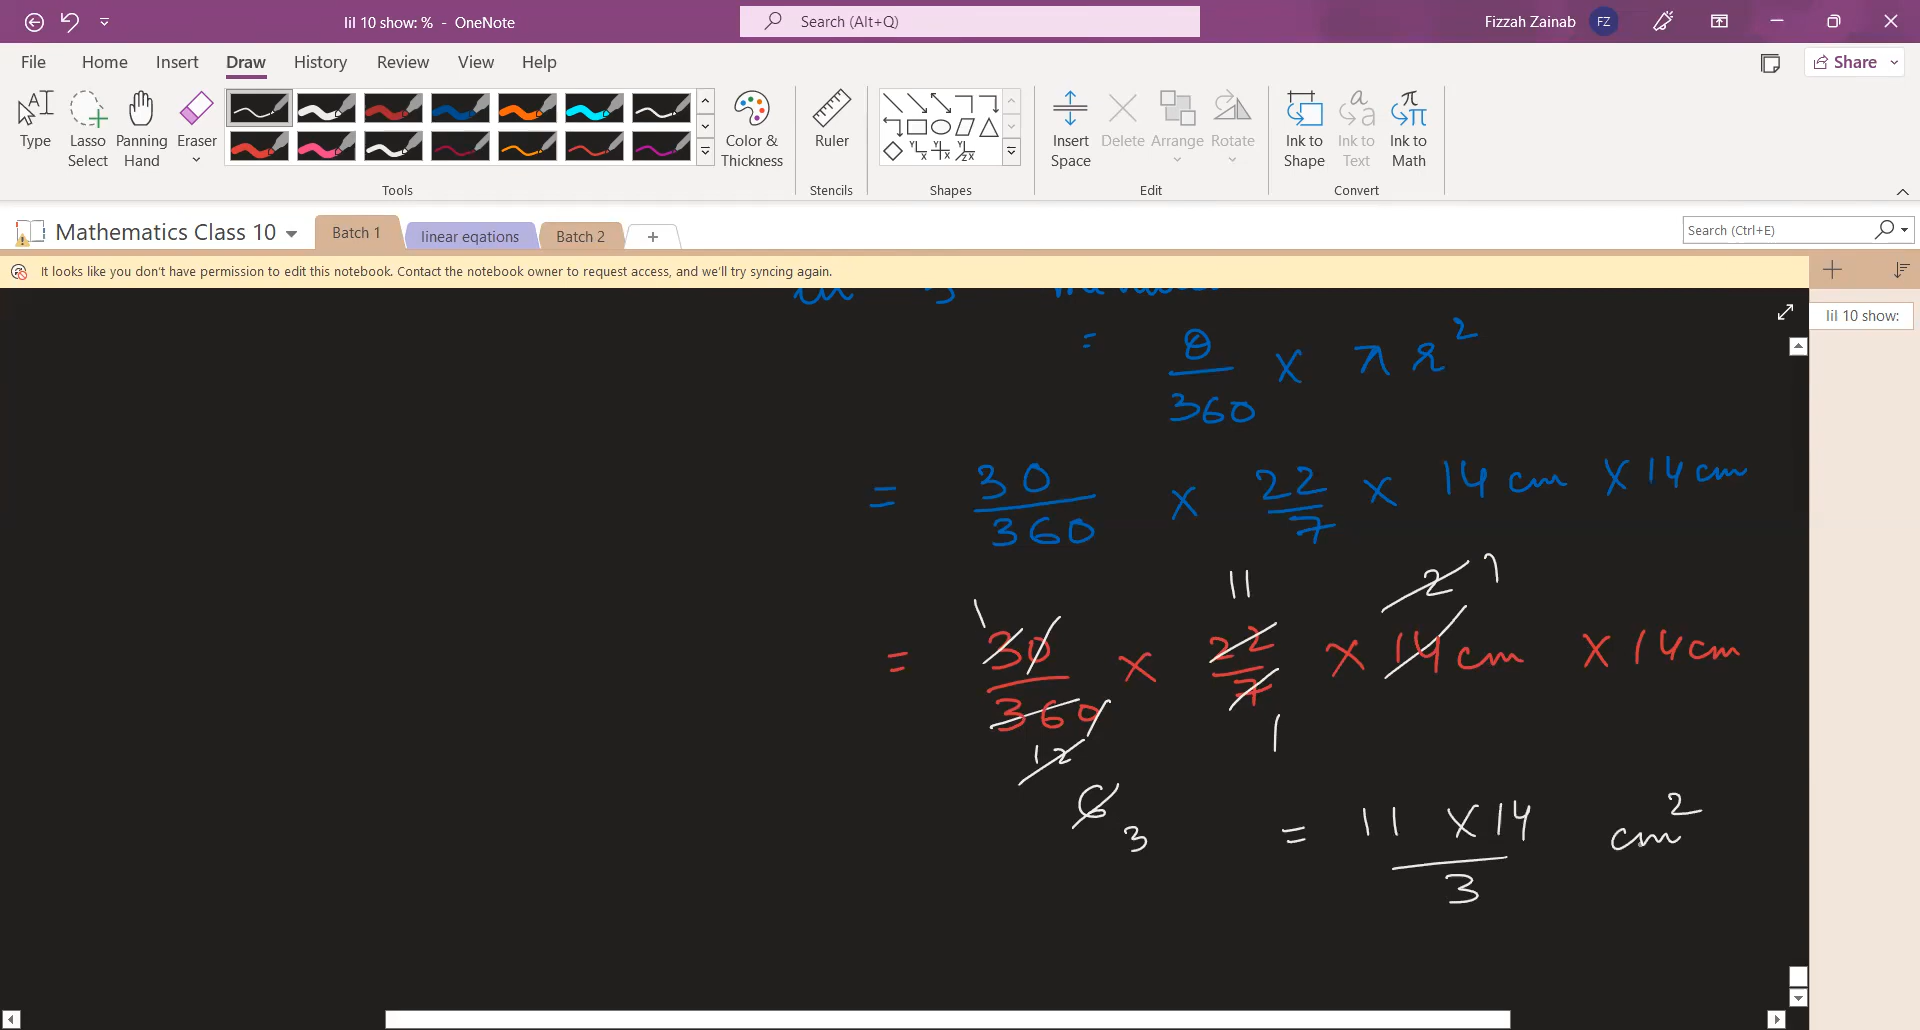 lil 10 show: % - OneNote
Search (Alt+Q)
Fizzah Zainab
FZ
File Home Insert Draw History Review View Help
Share
Type
Lasso Select
Panning Hand
Eraser
Color & Thickness
Ruler
Insert Space
Delete
Arrange
Rotate
Ink to Shape
Ink to Text
Ink to Math
Tools
Stencils
Shapes
Edit
Convert
Mathematics Class 10
Batch 1
linear eqations
Batch 2
Search (Ctrl+E)
It looks like you don't have permission to edit this notebook. Contact the notebook owner to request access, and we'll try syncing again.
lil 10 show:
in 5
= θ/360 × π r²
= 30/360 × 22/7 × 14 cm × 14 cm
1 11 2 1
= 30/360 × 22/7 × 14 cm × 14 cm
12 1
6
3
= 11 × 14/3 cm²